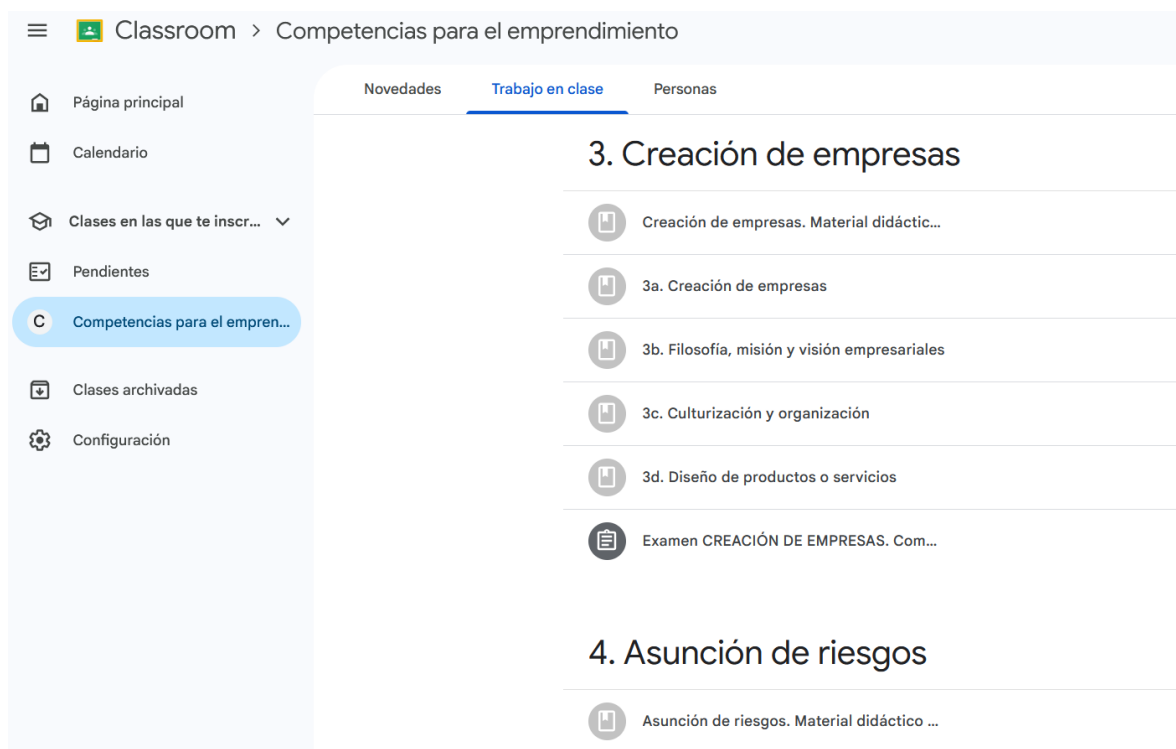 Classroom > Competencias para el emprendimiento
Novedades Trabajo en clase Personas
Página principal
Calendario
Clases en las que te inscr...
Pendientes
C Competencias para el empren...
Clases archivadas
Configuración
3. Creación de empresas
Creación de empresas. Material didáctic...
3a. Creación de empresas
3b. Filosofía, misión y visión empresariales
3c. Culturización y organización
3d. Diseño de productos o servicios
Examen CREACIÓN DE EMPRESAS. Com...
4. Asunción de riesgos
Asunción de riesgos. Material didáctico ...